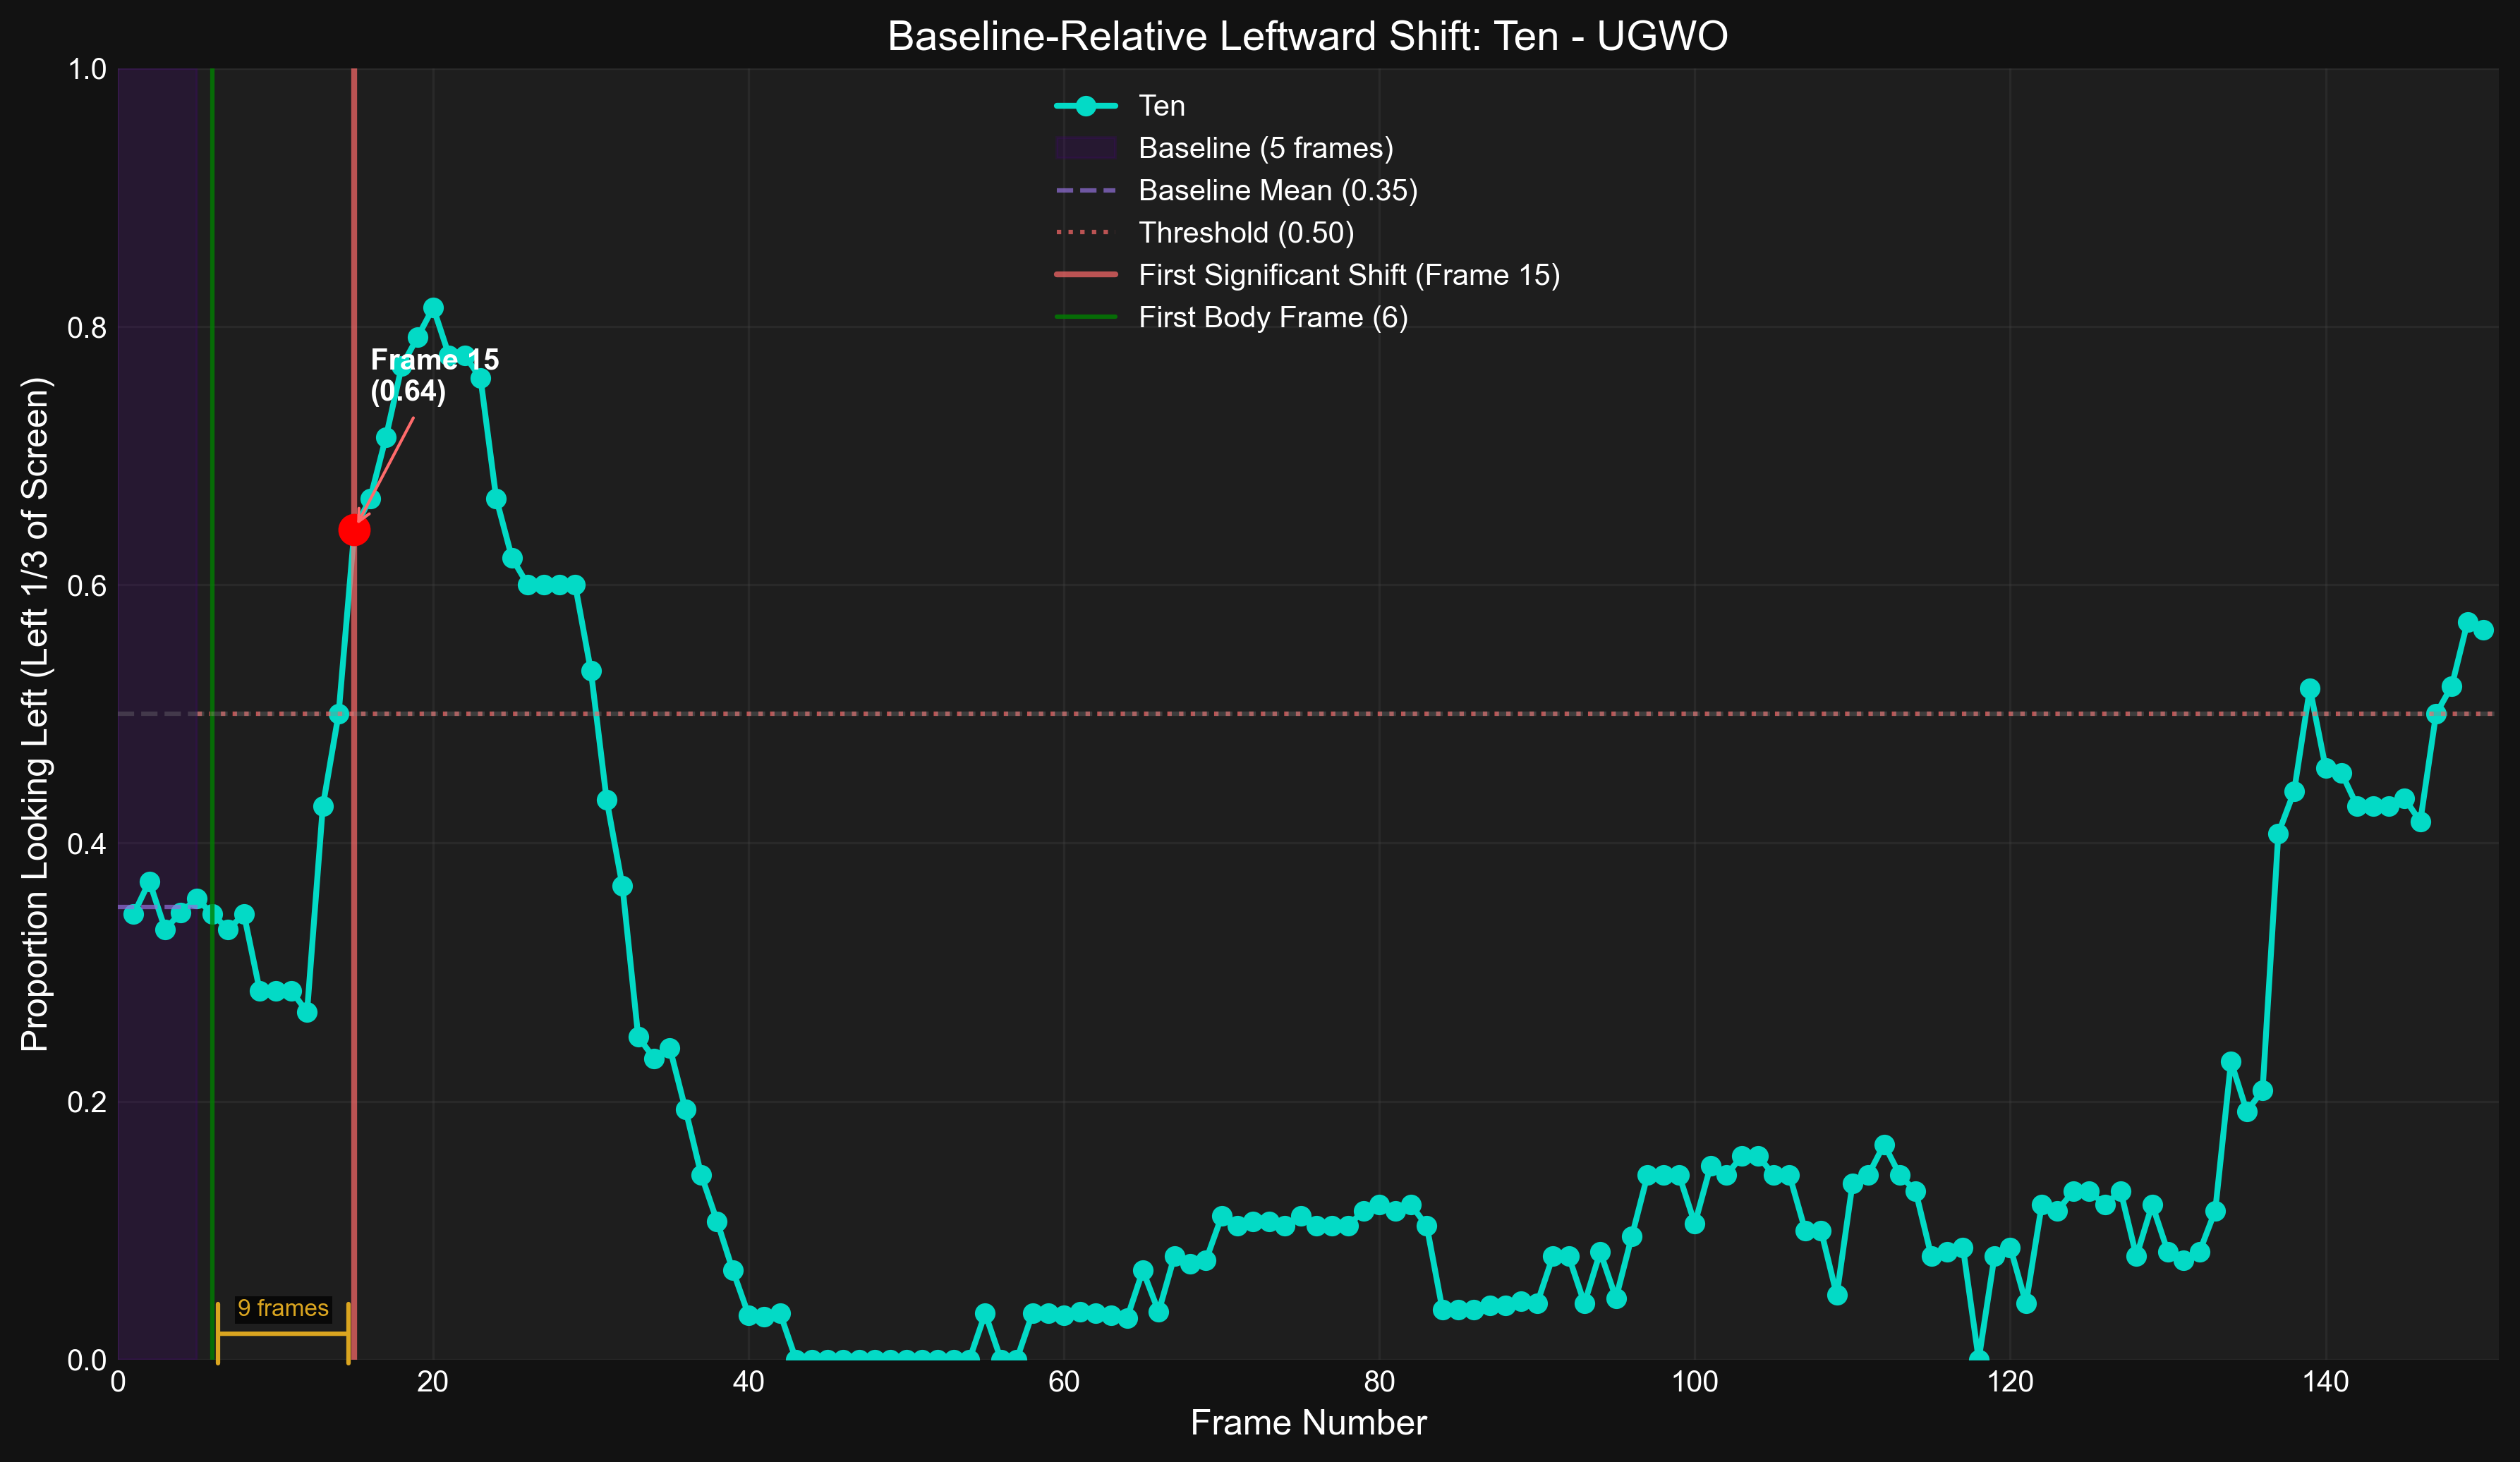 Baseline-Relative Leftward Shift: Ten - UGWO
Ten
Baseline (5 frames)
Baseline Mean (0.35)
Threshold (0.50)
First Significant Shift (Frame 15)
First Body Frame (6)
Frame 15
(0.64)
9 frames
Proportion Looking Left (Left 1/3 of Screen)
1.0
0.8
0.6
0.4
0.2
0.0
0 20 40 60 80 100 120 140
Frame Number